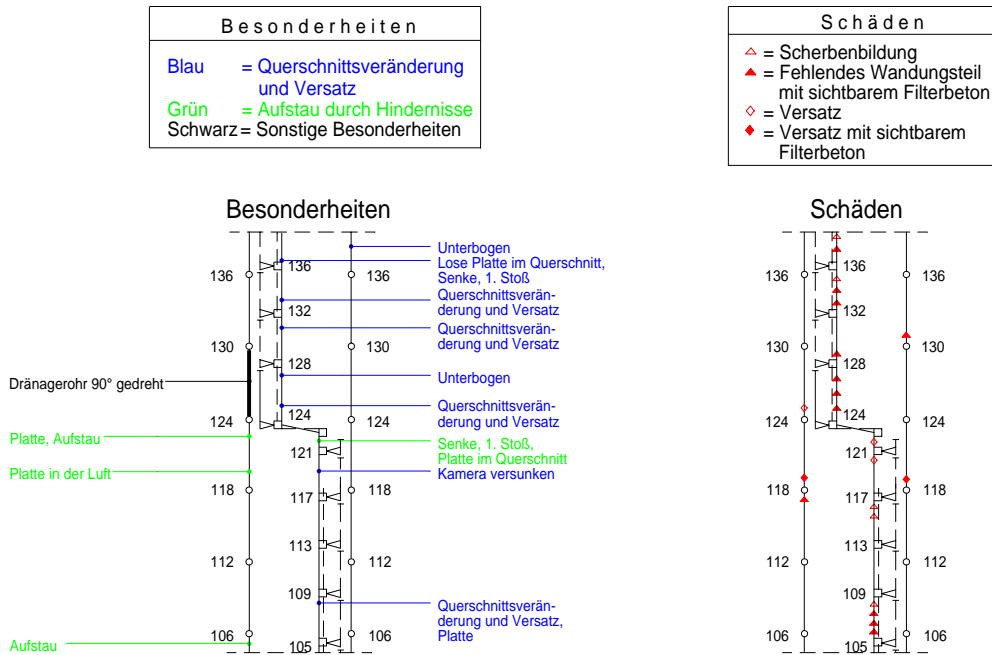 Besonderheiten
Blau = Querschnittsveränderung
und Versatz
Grün = Aufstau durch Hindernisse
Schwarz = Sonstige Besonderheiten
Schäden
= Scherbenbildung
= Fehlendes Wandungsteil
mit sichtbarem Filterbeton
= Versatz
= Versatz mit sichtbarem
Filterbeton
Besonderheiten
136
130
124
118
112
106
136
132
128
124
121
117
113
109
105
136
130
124
118
112
106
Dränagerohr 90° gedreht
Platte, Aufstau
Platte in der Luft
Aufstau
Unterbogen
Lose Platte im Querschnitt,
Senke, 1. Stoß
Querschnittsverän-
derung und Versatz
Querschnittsverän-
derung und Versatz
Unterbogen
Querschnittsverän-
derung und Versatz
Senke, 1. Stoß,
Platte im Querschnitt
Kamera versunken
Querschnittsverän-
derung und Versatz,
Platte
Schäden
136
130
124
118
112
106
136
132
128
124
121
117
113
109
105
136
130
124
118
112
106